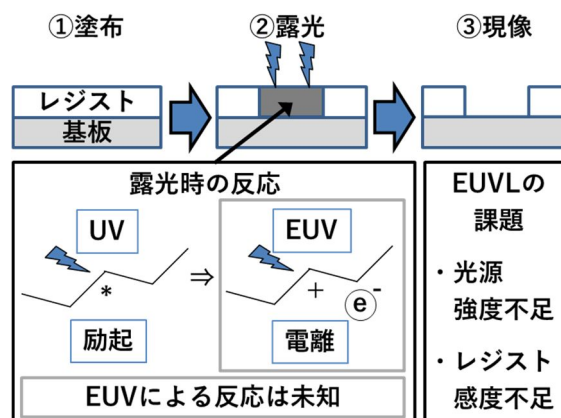 ①塗布
②露光
③現像
レジスト
基板
露光時の反応
UV
EUV
*
⇒
+
e-
励起
電離
EUVによる反応は未知
EUVLの
課題
・光源
強度不足
・レジスト
感度不足